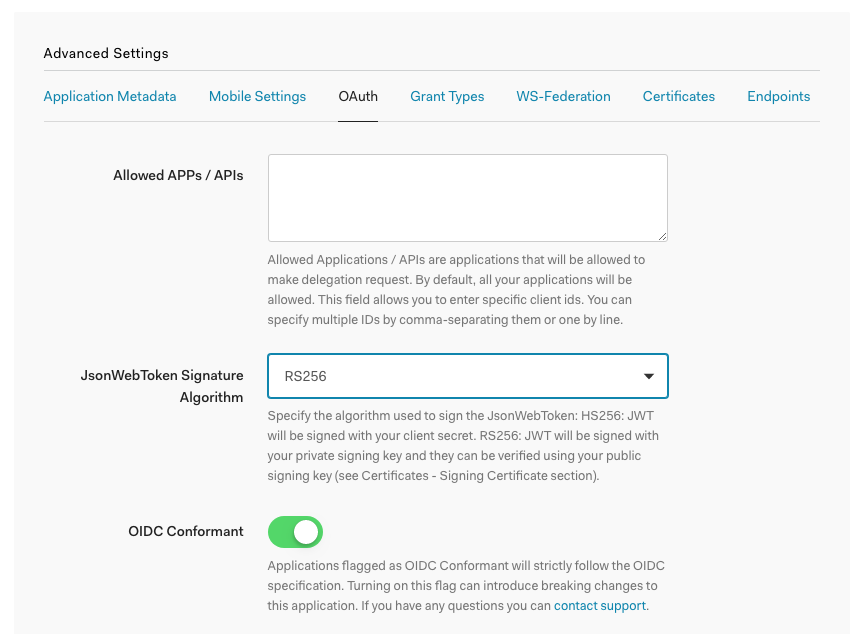 Advanced Settings
Application Metadata Mobile Settings OAuth Grant Types WS-Federation Certificates Endpoints
Allowed APPs / APIs
Allowed Applications / APIs are applications that will be allowed to
make delegation request. By default, all your applications will be
allowed. This field allows you to enter specific client ids. You can
specify multiple IDs by comma-separating them or one by line.
JsonWebToken Signature
Algorithm
RS256
Specify the algorithm used to sign the JsonWebToken: HS256: JWT
will be signed with your client secret. RS256: JWT will be signed with
your private signing key and they can be verified using your public
signing key (see Certificates - Signing Certificate section).
OIDC Conformant
Applications flagged as OIDC Conformant will strictly follow the OIDC
specification. Turning on this flag can introduce breaking changes to
this application. If you have any questions you can contact support.